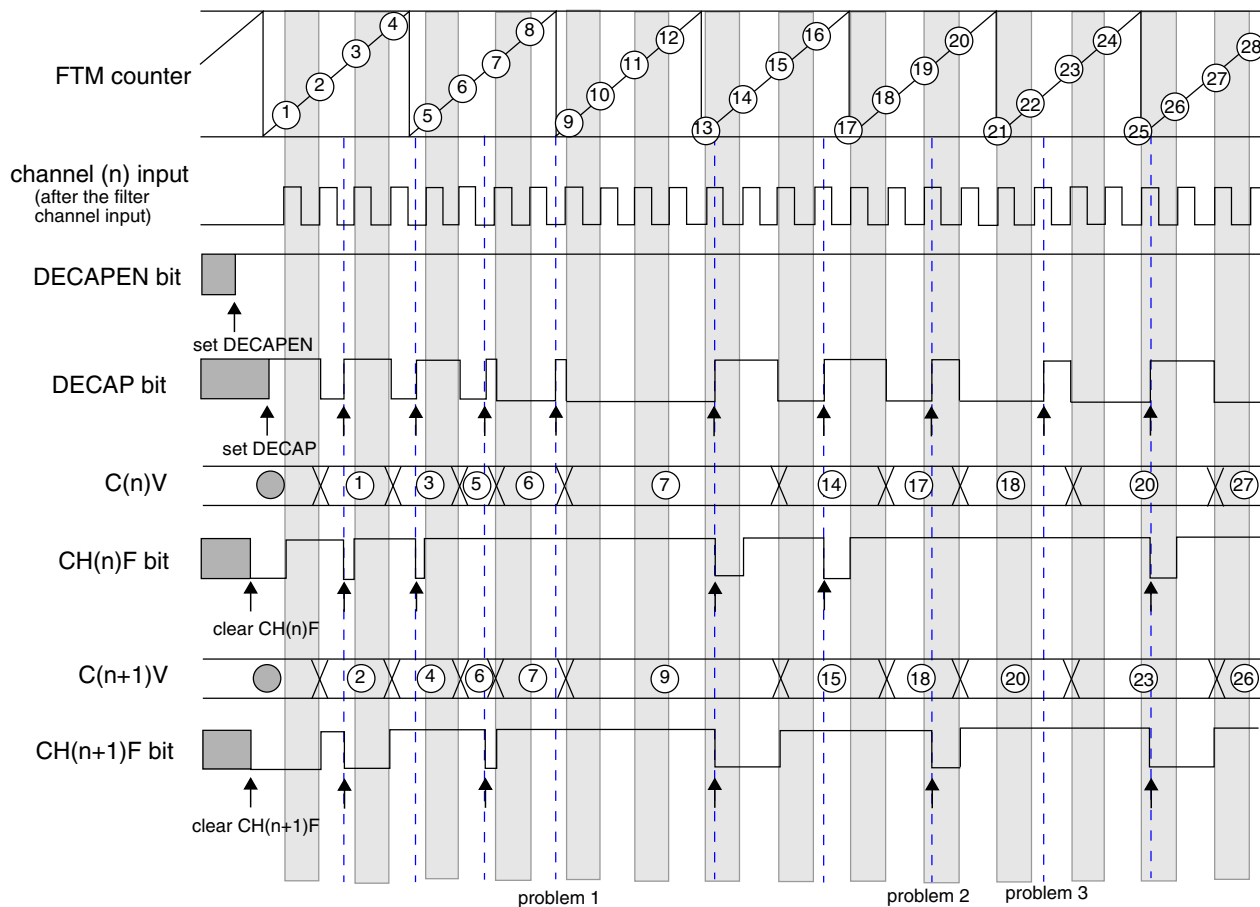 FTM counter
1 2 3 4 5 6 7 8 9 10 11 12 13 14 15 16 17 18 19 20 21 22 23 24 25 26 27 28
channel (n) input
(after the filter
channel input)
DECAPEN bit
set DECAPEN
DECAP bit
set DECAP
C(n)V
1 3 5 6 7 14 17 18 20 27
CH(n)F bit
clear CH(n)F
C(n+1)V
2 4 6 7 9 15 18 20 23 26
CH(n+1)F bit
clear CH(n+1)F
problem 1 problem 2 problem 3